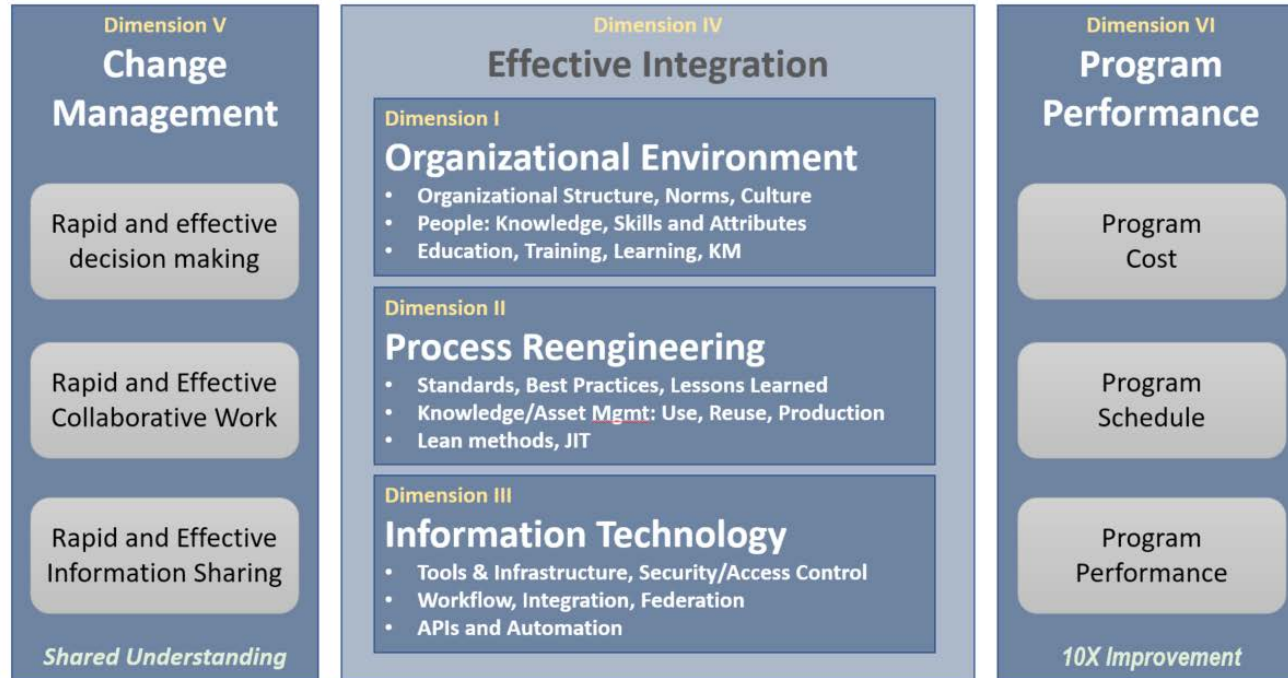 Dimension V
Change
Management
Rapid and effective
decision making
Rapid and Effective
Collaborative Work
Rapid and Effective
Information Sharing
Shared Understanding
Dimension IV
Effective Integration
Dimension I
Organizational Environment
• Organizational Structure, Norms, Culture
• People: Knowledge, Skills and Attributes
• Education, Training, Learning, KM
Dimension II
Process Reengineering
• Standards, Best Practices, Lessons Learned
• Knowledge/Asset Mgmt: Use, Reuse, Production
• Lean methods, JIT
Dimension III
Information Technology
• Tools & Infrastructure, Security/Access Control
• Workflow, Integration, Federation
• APIs and Automation
Dimension VI
Program
Performance
Program
Cost
Program
Schedule
Program
Performance
10X Improvement